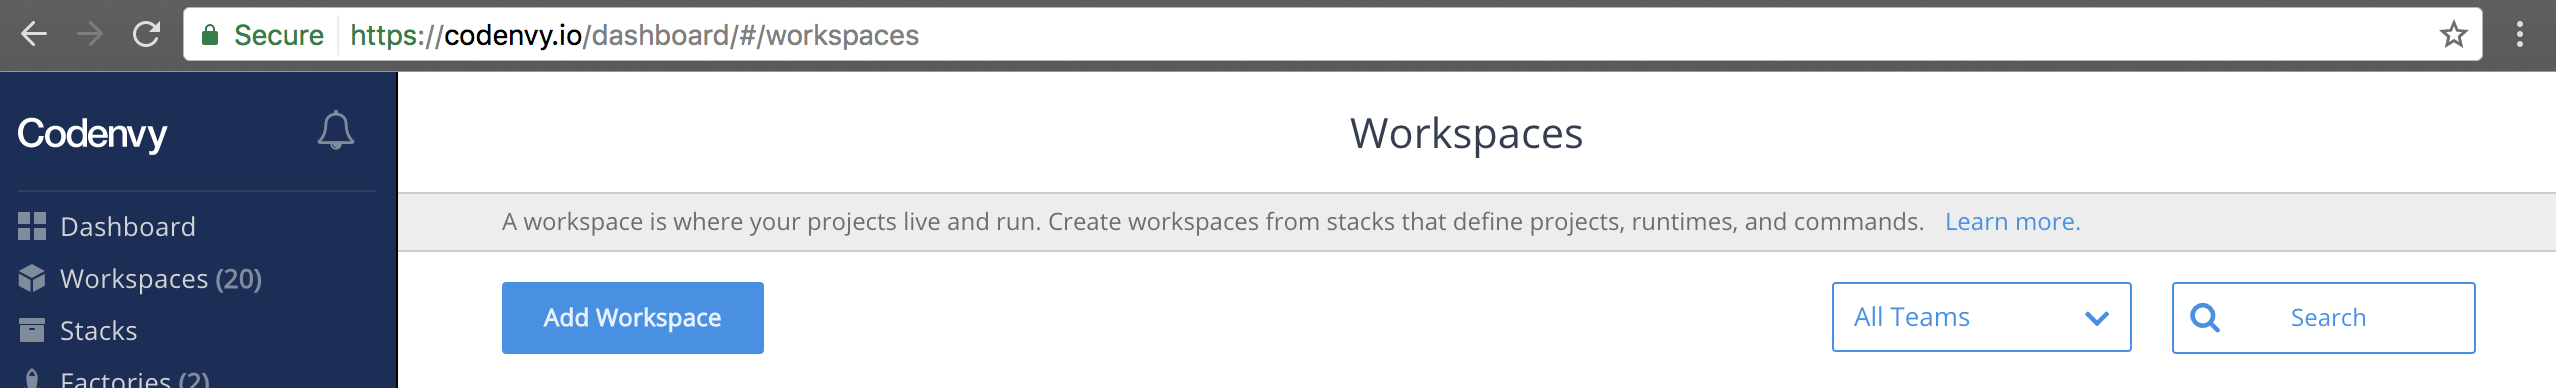 Secure https://codenvy.io/dashboard/#/workspaces
Codenvy
Workspaces
Dashboard
Workspaces (20)
Stacks
Factories (2)
A workspace is where your projects live and run. Create workspaces from stacks that define projects, runtimes, and commands. Learn more.
Add Workspace
All Teams
Search